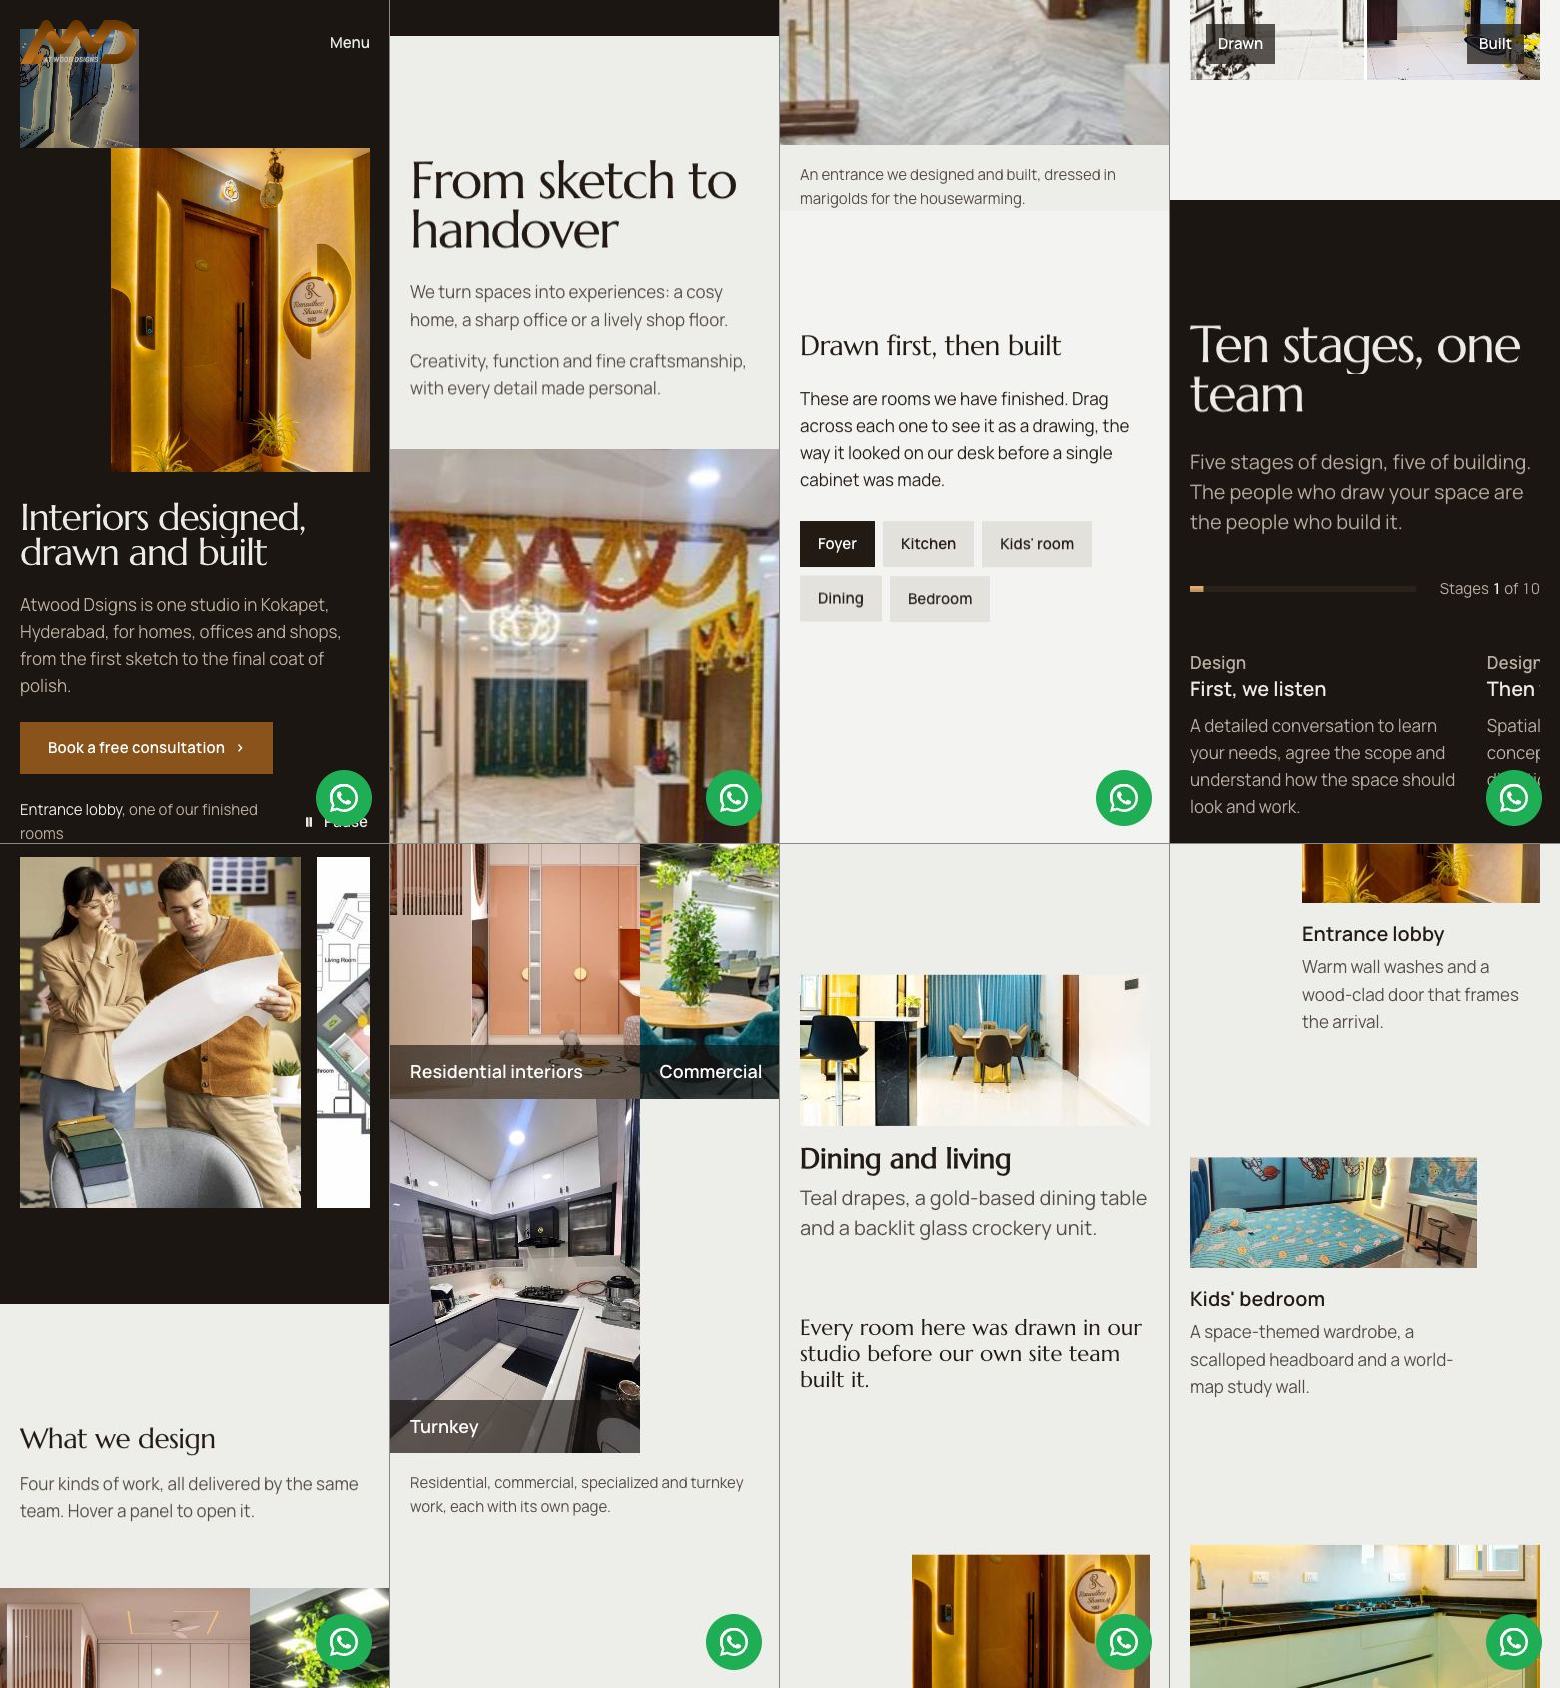 AT WOOD DSIGNS
Menu
Interiors designed,
drawn and built
Atwood Dsigns is one studio in Kokapet,
Hyderabad, for homes, offices and shops,
from the first sketch to the final coat of
polish.
Book a free consultation ›
Entrance lobby, one of our finished
rooms
Pause
From sketch to
handover
We turn spaces into experiences: a cosy
home, a sharp office or a lively shop floor.
Creativity, function and fine craftsmanship,
with every detail made personal.
An entrance we designed and built, dressed in
marigolds for the housewarming.
Drawn first, then built
These are rooms we have finished. Drag
across each one to see it as a drawing, the
way it looked on our desk before a single
cabinet was made.
Foyer
Kitchen
Kids' room
Dining
Bedroom
Drawn
Built
Ten stages, one
team
Five stages of design, five of building.
The people who draw your space are
the people who build it.
Stages 1 of 10
Design
First, we listen
A detailed conversation to learn
your needs, agree the scope and
understand how the space should
look and work.
Design
Then
Spatial
concep
Living Room
What we design
Four kinds of work, all delivered by the same
team. Hover a panel to open it.
Residential interiors
Commercial
Turnkey
Residential, commercial, specialized and turnkey
work, each with its own page.
Dining and living
Teal drapes, a gold-based dining table
and a backlit glass crockery unit.
Every room here was drawn in our
studio before our own site team
built it.
Entrance lobby
Warm wall washes and a
wood-clad door that frames
the arrival.
Kids' bedroom
A space-themed wardrobe, a
scalloped headboard and a world-
map study wall.